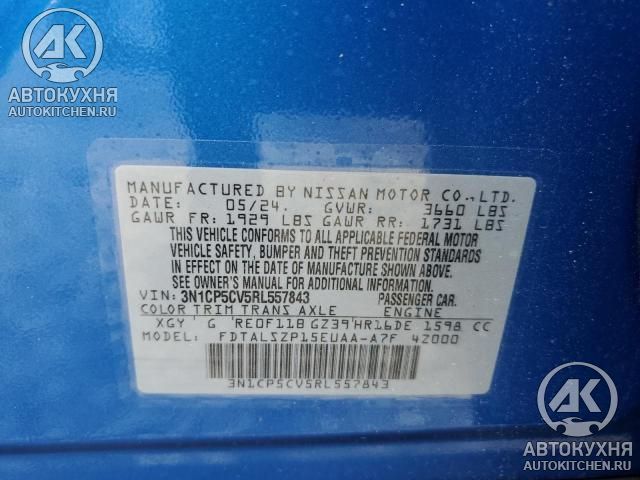 АК
АВТОКУХНЯ
AUTOKITCHEN.RU
MANUFACTURED BY NISSAN MOTOR CO.,LTD.
DATE: 05/24. GVWR: 3660 LBS
GAWR FR: 1929 LBS GAWR RR: 1731 LBS
THIS VEHICLE CONFORMS TO ALL APPLICABLE FEDERAL MOTOR
VEHICLE SAFETY, BUMPER AND THEFT PREVENTION STANDARDS
IN EFFECT ON THE DATE OF MANUFACTURE SHOWN ABOVE.
SEE OWNER'S MANUAL FOR ADDITIONAL INFORMATION.
VIN: 3N1CP5CV5RL557843 PASSENGER CAR.
COLOR TRIM TRANS AXLE ENGINE
XGY G RE0F11B GZ39 HR16DE 1598 CC
MODEL: FDTALSZP15EUAA-A7F 42000
3N1CP5CV5RL557843
АК
АВТОКУХНЯ
AUTOKITCHEN.RU